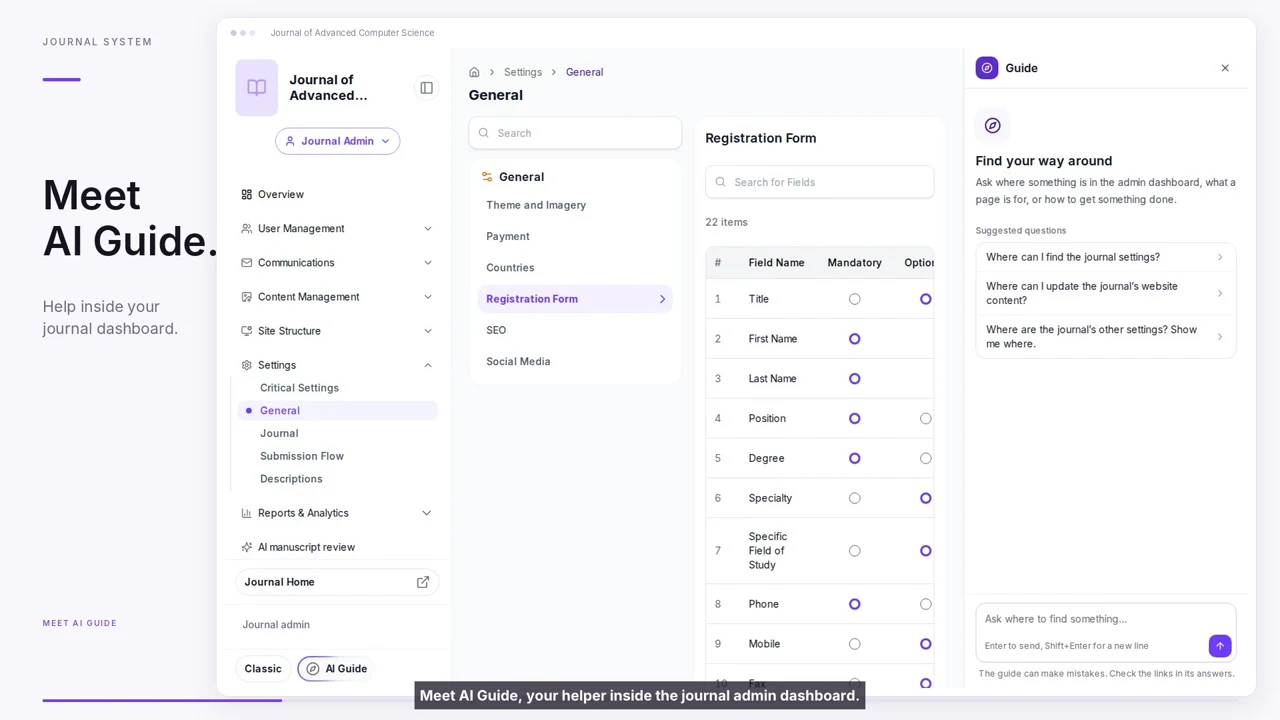 JOURNAL SYSTEM
Meet
AI Guide.
Help inside your
journal dashboard.
MEET AI GUIDE
Journal of Advanced Computer Science
Journal of
Advanced...
Journal Admin
Overview
User Management
Communications
Content Management
Site Structure
Settings
Critical Settings
General
Journal
Submission Flow
Descriptions
Reports & Analytics
AI manuscript review
Journal Home
Journal admin
Classic
AI Guide
Settings
General
General
Search
General
Theme and Imagery
Payment
Countries
Registration Form
SEO
Social Media
Registration Form
Search for Fields
22 items
# Field Name Mandatory Option
1 Title
2 First Name
3 Last Name
4 Position
5 Degree
6 Specialty
7 Specific
Field of
Study
8 Phone
9 Mobile
10 Fax
Guide
Find your way around
Ask where something is in the admin dashboard, what a
page is for, or how to get something done.
Suggested questions
Where can I find the journal settings?
Where can I update the journal's website
content?
Where are the journal's other settings? Show
me where.
Ask where to find something...
Enter to send, Shift+Enter for a new line
The guide can make mistakes. Check the links in its answers.
Meet AI Guide, your helper inside the journal admin dashboard.